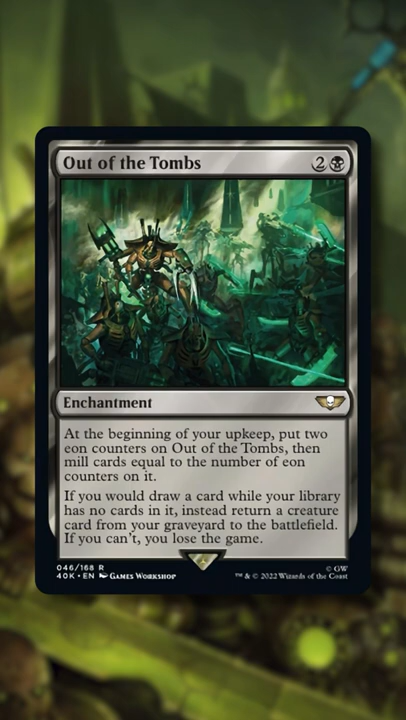 Out of the Tombs 2
Enchantment
At the beginning of your upkeep, put two
eon counters on Out of the Tombs, then
mill cards equal to the number of eon
counters on it.
If you would draw a card while your library
has no cards in it, instead return a creature
card from your graveyard to the battlefield.
If you can't, you lose the game.
046/168 R
40K • EN Games Workshop
© GW
™ & © 2022 Wizards of the Coast